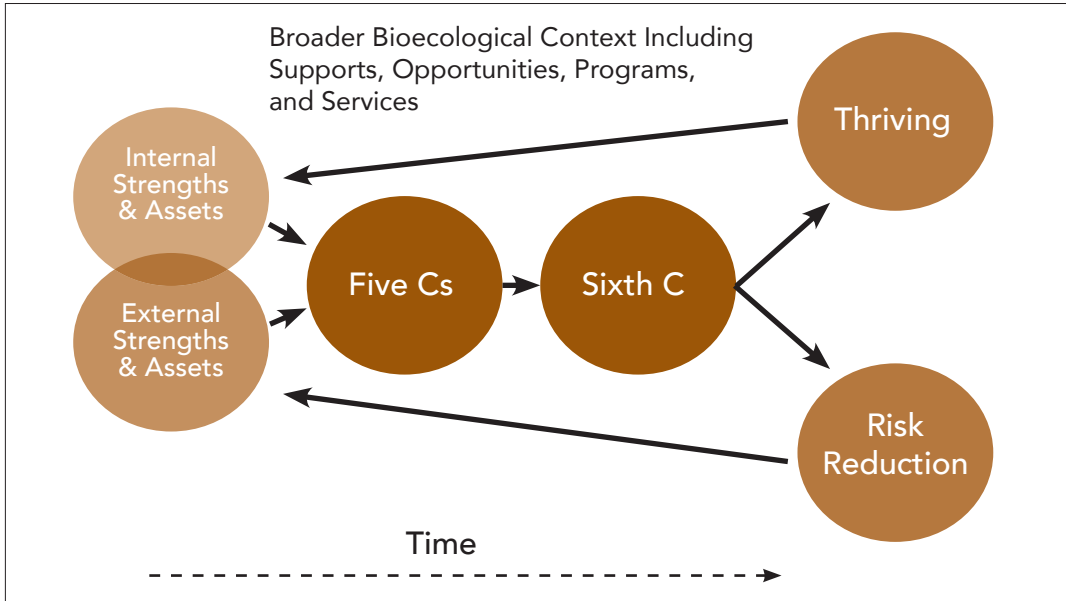 Broader Bioecological Context Including
Supports, Opportunities, Programs,
and Services
Thriving
Internal
Strengths
& Assets
Five Cs
Sixth C
External
Strengths
& Assets
Risk
Reduction
Time